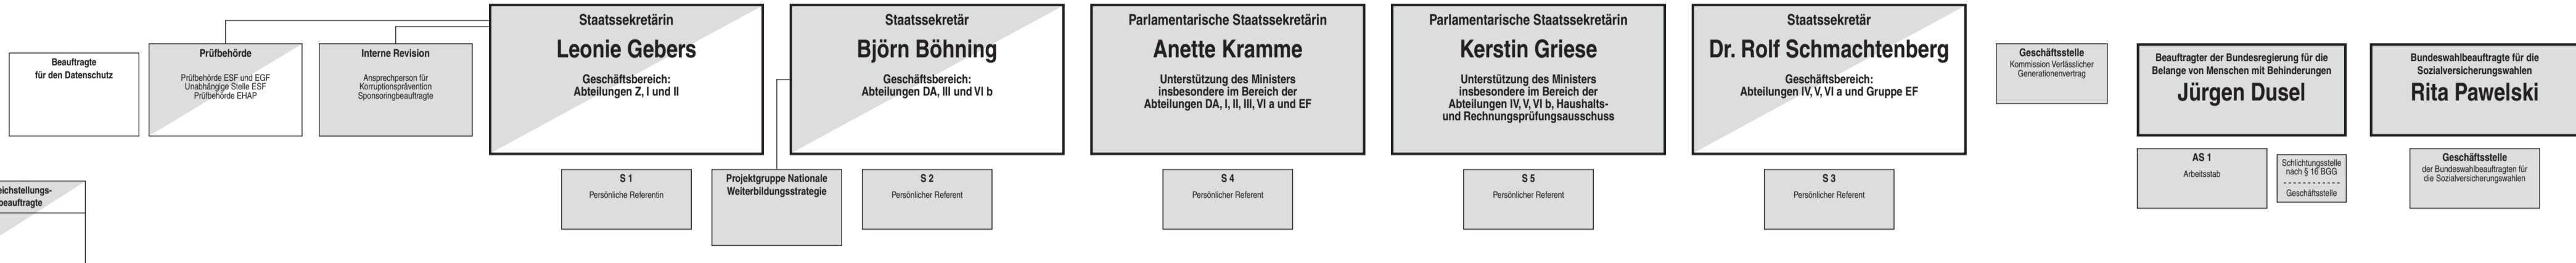 Beauftragte
für den Datenschutz
Prüfbehörde
Prüfbehörde ESF und EGF
Unabhängige Stelle ESF
Prüfbehörde EHAP
Interne Revision
Ansprechperson für
Korruptionsprävention
Sponsoringbeauftragte
Staatssekretärin
Leonie Gebers
Geschäftsbereich:
Abteilungen Z, I und II
Staatssekretär
Björn Böhning
Geschäftsbereich:
Abteilungen DA, III und VI b
Parlamentarische Staatssekretärin
Anette Kramme
Unterstützung des Ministers
insbesondere im Bereich der
Abteilungen DA, I, II, III, VI a und EF
Parlamentarische Staatssekretärin
Kerstin Griese
Unterstützung des Ministers
insbesondere im Bereich der
Abteilungen IV, V, VI b, Haushalts-
und Rechnungsprüfungsausschuss
Staatssekretär
Dr. Rolf Schmachtenberg
Geschäftsbereich:
Abteilungen IV, V, VI a und Gruppe EF
Geschäftsstelle
Kommission Verlässlicher
Generationenvertrag
Beauftragter der Bundesregierung für die
Belange von Menschen mit Behinderungen
Jürgen Dusel
Bundeswahlbeauftragte für die
Sozialversicherungswahlen
Rita Pawelski
eichstellungs-
beauftragte
S 1
Persönliche Referentin
Projektgruppe Nationale
Weiterbildungsstrategie
S 2
Persönlicher Referent
S 4
Persönlicher Referent
S 5
Persönlicher Referent
S 3
Persönlicher Referent
AS 1
Arbeitsstab
Schlichtungsstelle
nach § 16 BGG
Geschäftsstelle
Geschäftsstelle
der Bundeswahlbeauftragten für
die Sozialversicherungswahlen